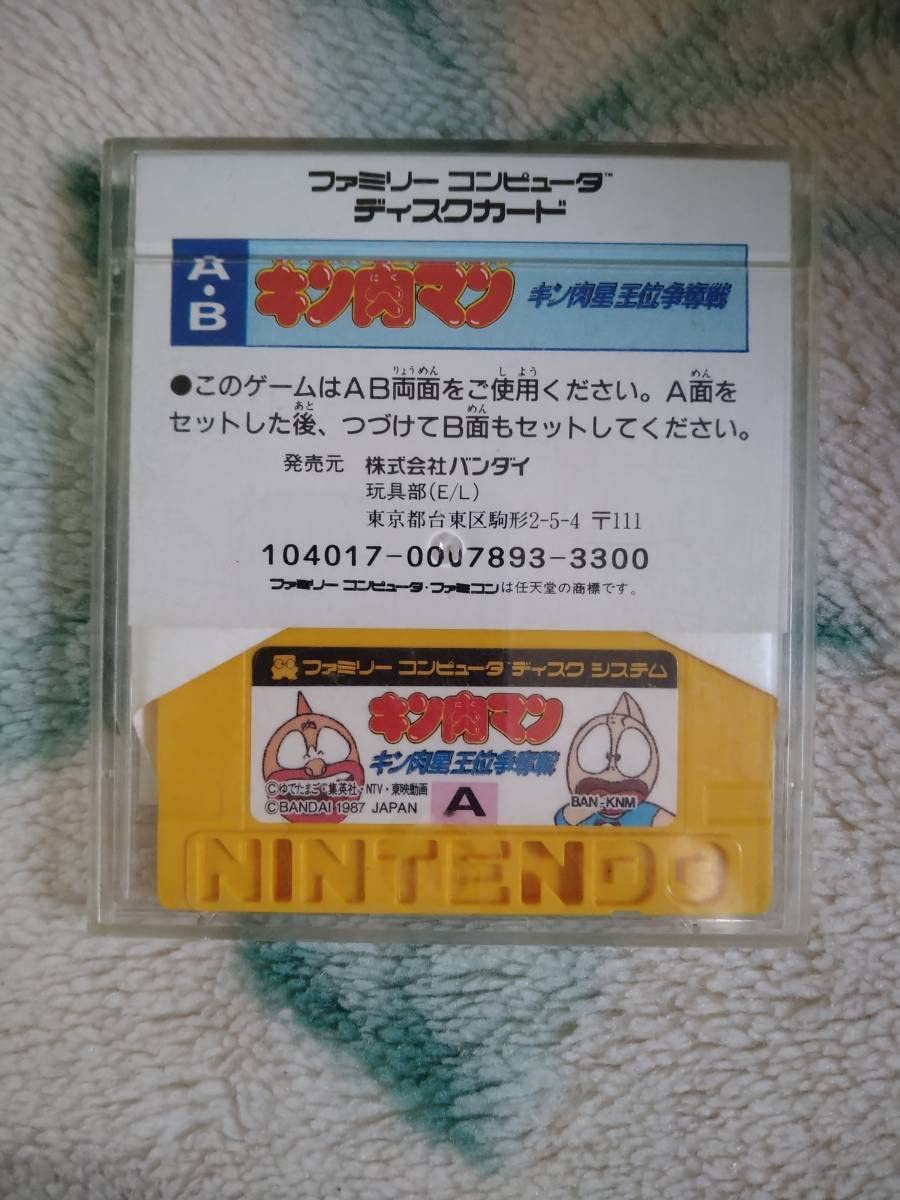 ファミリー コンピュータ™
ディスクカード
A・B
キン肉マン キン肉星王位争奪戦
●このゲームはAB両面をご使用ください。A面を
セットした後、つづけてB面もセットしてください。
発売元 株式会社バンダイ
玩具部(E/L)
東京都台東区駒形2-5-4 〒111
104017-0007893-3300
ファミリー コンピュータ・ファミコンは任天堂の商標です。
ファミリー コンピュータ ディスク システム
キン肉マン
キン肉星王位争奪戦
©ゆでたまご・集英社・NTV・東映動画
©BANDAI 1987 JAPAN
A
BAN-KNM
NINTENDO